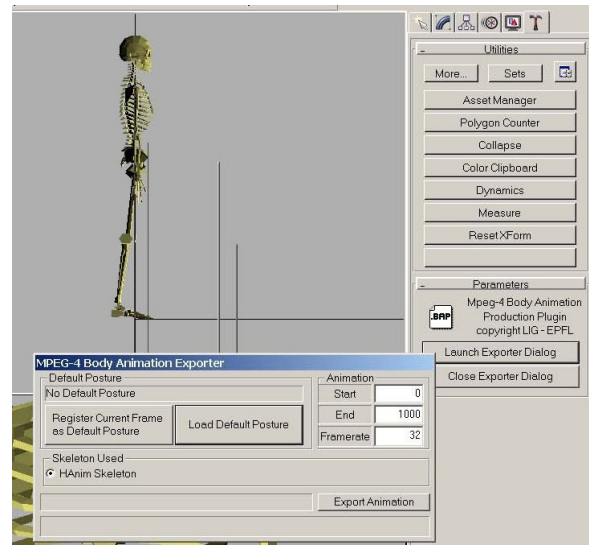 Utilities
More... Sets
Asset Manager
Polygon Counter
Collapse
Color Clipboard
Dynamics
Measure
Reset XForm
Parameters
.BAP
Mpeg-4 Body Animation
Production Plugin
copyright LIG - EPFL
Launch Exporter Dialog
Close Exporter Dialog
MPEG-4 Body Animation Exporter
Default Posture
No Default Posture
Register Current Frame
as Default Posture
Load Default Posture
Animation
Start 0
End 1000
Framerate 32
Skeleton Used
HAnim Skeleton
Export Animation